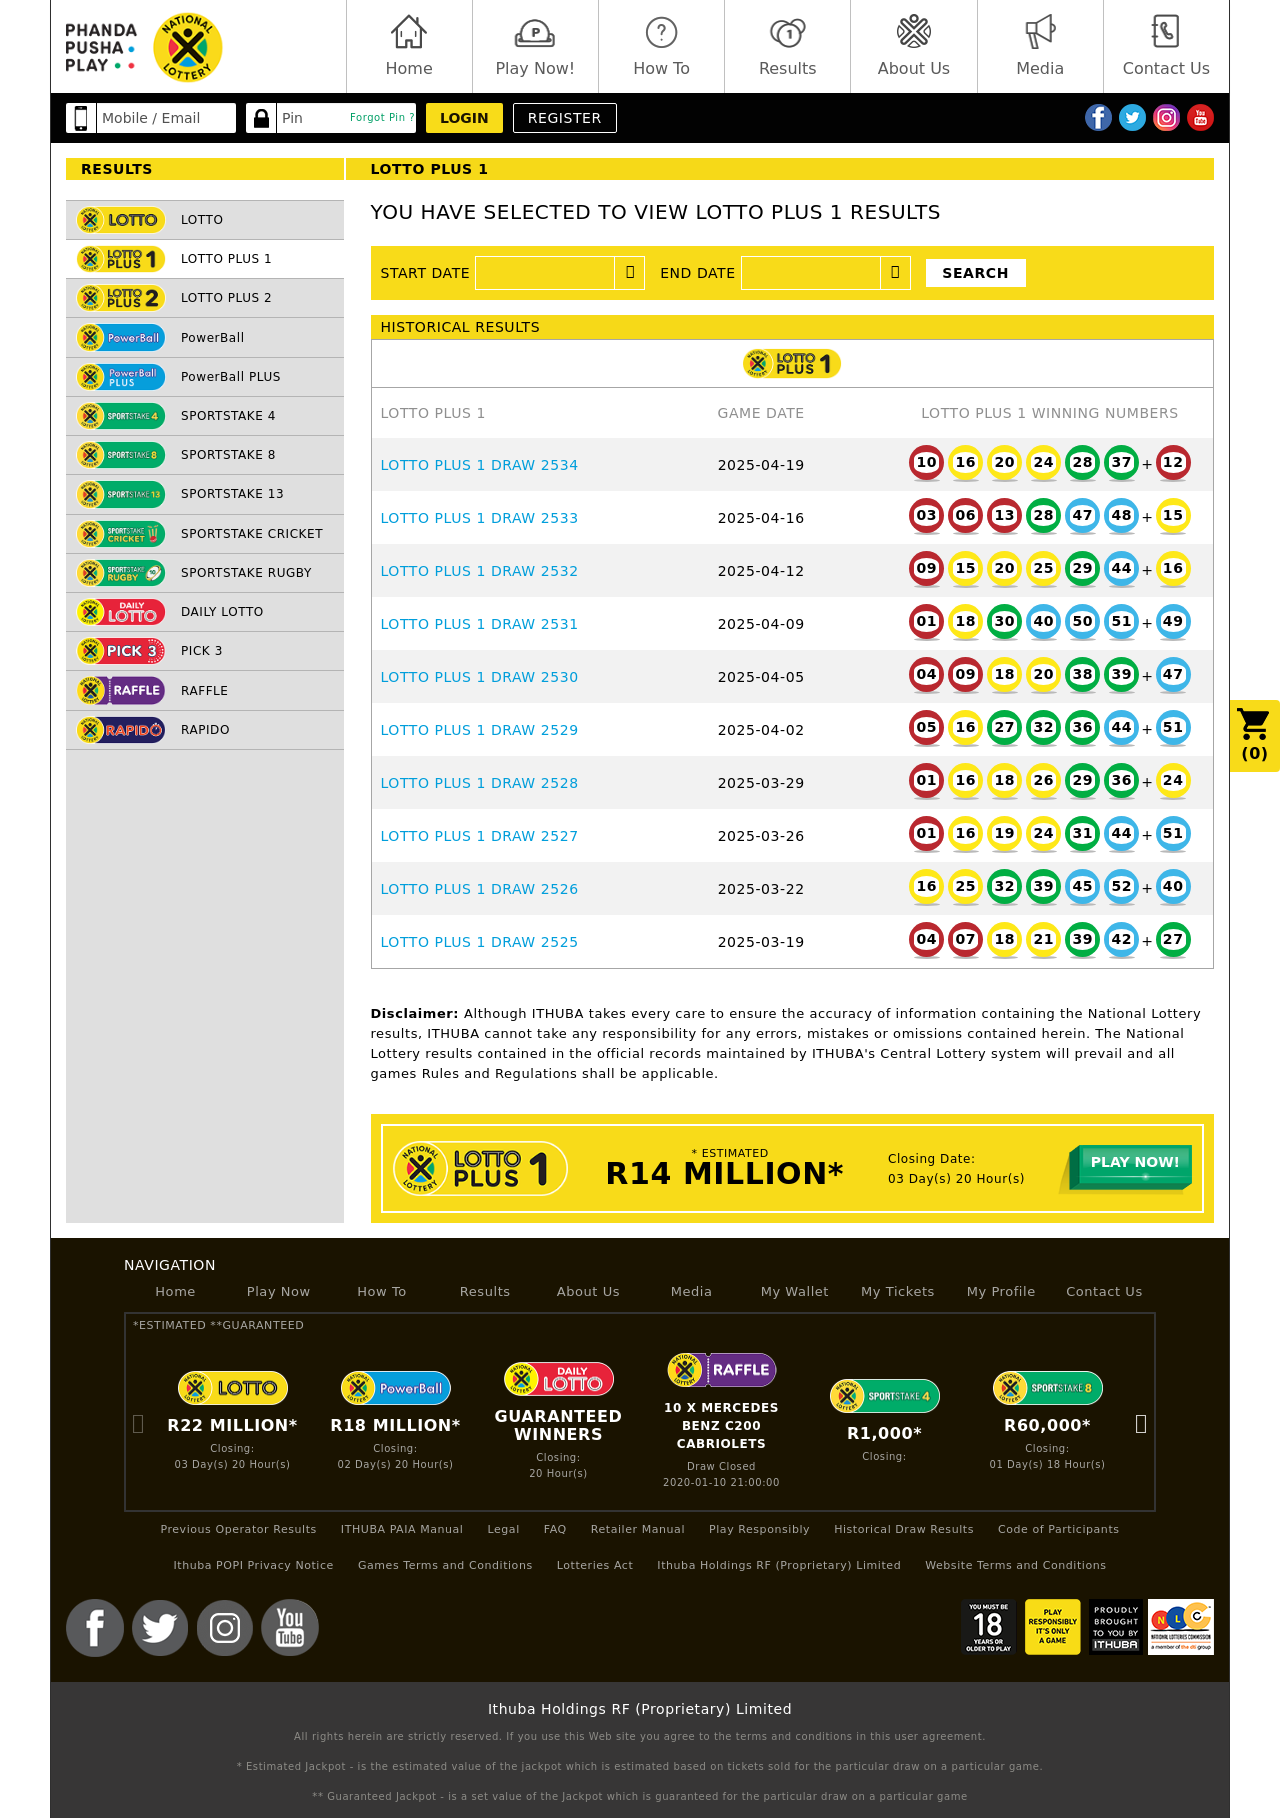 PHANDA
PUSHA
PLAY
NATIONAL
LOTTERY
Home
Play Now!
How To
Results
About Us
Media
Contact Us
Mobile / Email
Pin
Forgot Pin ?
LOGIN
REGISTER
RESULTS
LOTTO PLUS 1
LOTTO
LOTTO
LOTTO PLUS 1
LOTTO PLUS 1
LOTTO PLUS 2
LOTTO PLUS 2
PowerBall
PowerBall
PowerBall PLUS
PowerBall PLUS
SPORTSTAKE 4
SPORTSTAKE 4
SPORTSTAKE 8
SPORTSTAKE 8
SPORTSTAKE 13
SPORTSTAKE 13
SPORTSTAKE CRICKET
SPORTSTAKE CRICKET
SPORTSTAKE RUGBY
SPORTSTAKE RUGBY
DAILY LOTTO
DAILY LOTTO
PICK 3
PICK 3
RAFFLE
RAFFLE
RAPIDO
RAPIDO
YOU HAVE SELECTED TO VIEW LOTTO PLUS 1 RESULTS
START DATE
END DATE
SEARCH
HISTORICAL RESULTS
LOTTO PLUS 1
LOTTO PLUS 1 GAME DATE LOTTO PLUS 1 WINNING NUMBERS
LOTTO PLUS 1 DRAW 2534 2025-04-19 10 16 20 24 28 37 + 12
LOTTO PLUS 1 DRAW 2533 2025-04-16 03 06 13 28 47 48 + 15
LOTTO PLUS 1 DRAW 2532 2025-04-12 09 15 20 25 29 44 + 16
LOTTO PLUS 1 DRAW 2531 2025-04-09 01 18 30 40 50 51 + 49
LOTTO PLUS 1 DRAW 2530 2025-04-05 04 09 18 20 38 39 + 47
LOTTO PLUS 1 DRAW 2529 2025-04-02 05 16 27 32 36 44 + 51
LOTTO PLUS 1 DRAW 2528 2025-03-29 01 16 18 26 29 36 + 24
LOTTO PLUS 1 DRAW 2527 2025-03-26 01 16 19 24 31 44 + 51
LOTTO PLUS 1 DRAW 2526 2025-03-22 16 25 32 39 45 52 + 40
LOTTO PLUS 1 DRAW 2525 2025-03-19 04 07 18 21 39 42 + 27
(0)
Disclaimer: Although ITHUBA takes every care to ensure the accuracy of information containing the National Lottery
results, ITHUBA cannot take any responsibility for any errors, mistakes or omissions contained herein. The National
Lottery results contained in the official records maintained by ITHUBA's Central Lottery system will prevail and all
games Rules and Regulations shall be applicable.
NATIONAL LOTTERY
LOTTO
PLUS 1
* ESTIMATED
R14 MILLION*
Closing Date:
03 Day(s) 20 Hour(s)
PLAY NOW!
NAVIGATION
Home Play Now How To Results About Us Media My Wallet My Tickets My Profile Contact Us
*ESTIMATED **GUARANTEED
LOTTO
R22 MILLION*
Closing:
03 Day(s) 20 Hour(s)
PowerBall
R18 MILLION*
Closing:
02 Day(s) 20 Hour(s)
DAILY
LOTTO
GUARANTEED
WINNERS
Closing:
20 Hour(s)
RAFFLE
10 X MERCEDES
BENZ C200
CABRIOLETS
Draw Closed
2020-01-10 21:00:00
SPORTSTAKE 4
R1,000*
Closing:
SPORTSTAKE 8
R60,000*
Closing:
01 Day(s) 18 Hour(s)
Previous Operator Results ITHUBA PAIA Manual Legal FAQ Retailer Manual Play Responsibly Historical Draw Results Code of Participants
Ithuba POPI Privacy Notice Games Terms and Conditions Lotteries Act Ithuba Holdings RF (Proprietary) Limited Website Terms and Conditions
You
Tube
YOU MUST BE
18
YEARS OR
OLDER TO PLAY
PLAY
RESPONSIBLY
IT'S ONLY
A GAME
PROUDLY
BROUGHT
TO YOU BY
ITHUBA
NLC
NATIONAL LOTTERIES COMMISSION
a member of the dti group
Ithuba Holdings RF (Proprietary) Limited
All rights herein are strictly reserved. If you use this Web site you agree to the terms and conditions in this user agreement.
* Estimated Jackpot - is the estimated value of the jackpot which is estimated based on tickets sold for the particular draw on a particular game.
** Guaranteed Jackpot - is a set value of the Jackpot which is guaranteed for the particular draw on a particular game